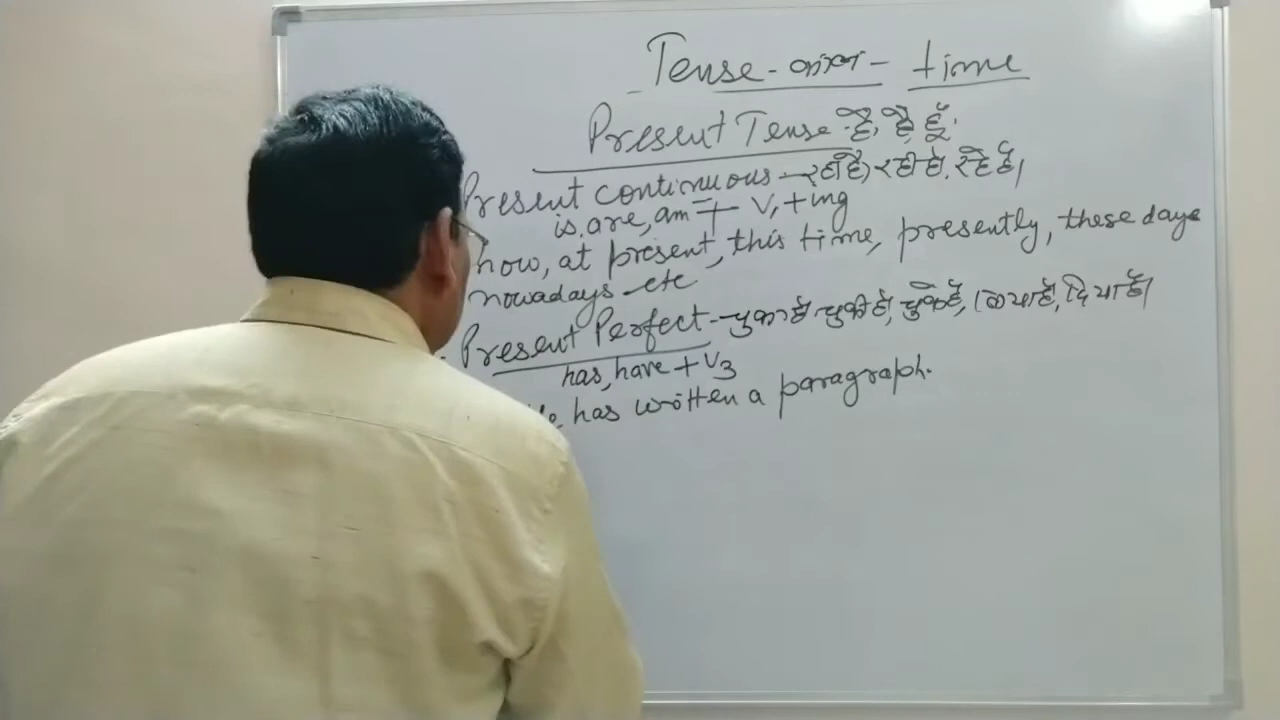 Tense - काल - time
Present Tense - है, हैं, हूँ.
Present continuous - रहा है, रही है, रहे हैं।
is, are, am + V₁ + ing
now, at present, this time, presently, these days
nowadays etc
Present Perfect - चुका है चुकी है, चुके हैं, लिया है, दिया है।
has, have + V3
has written a paragraph.